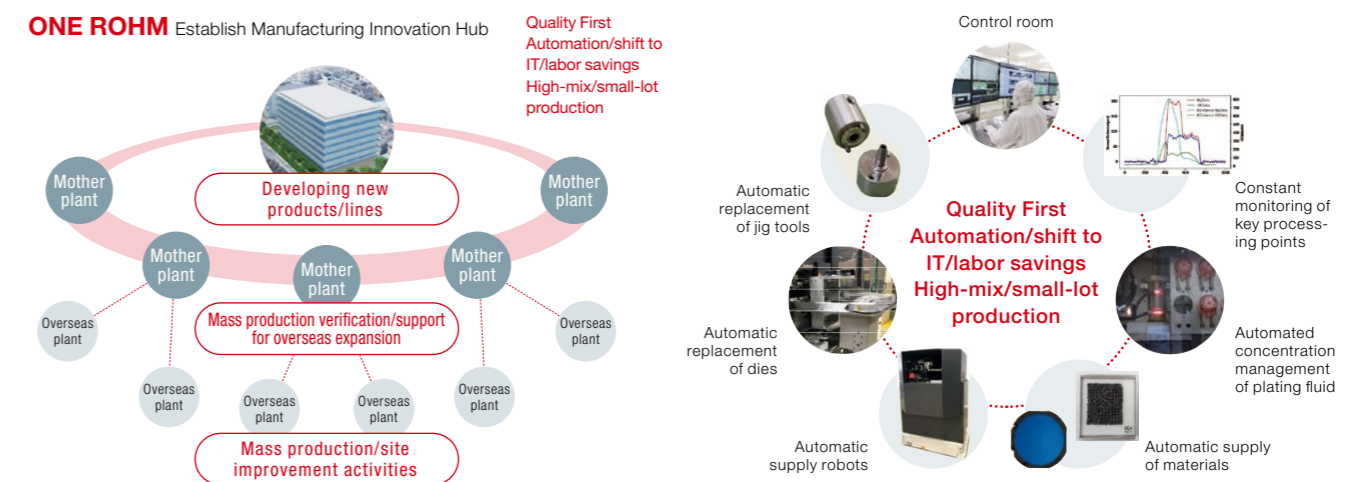 ONE ROHM Establish Manufacturing Innovation Hub
Quality First
Automation/shift to
IT/labor savings
High-mix/small-lot
production
Mother
plant
Developing new
products/lines
Mother
plant
Mother
plant
Mother
plant
Mother
plant
Overseas
plant
Mass production verification/support
for overseas expansion
Overseas
plant
Overseas
plant
Overseas
plant
Overseas
plant
Overseas
plant
Mass production/site
improvement activities
Control room
Automatic
replacement
of jig tools
Constant
monitoring of
key process-
ing points
Quality First
Automation/shift to
IT/labor savings
High-mix/small-lot
production
Automatic
replacement
of dies
Automated
concentration
management
of plating fluid
Automatic
supply robots
Automatic supply
of materials